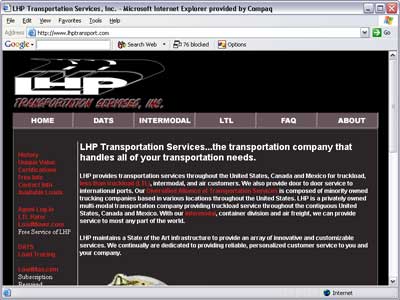 LHP Transportation Services, Inc. - Microsoft Internet Explorer provided by Compaq
File Edit View Favorites Tools Help
Address http://www.lhptransport.com Go
Google Search Web 76 blocked Options
LHP
TRANSPORTATION SERVICES, INC.
HOME DATS INTERMODAL LTL FAQ ABOUT
History
Unique Value
Certifications
Free Info
Contact Info
Available Loads
Agent Log-in
LTL Rater
LoadMover.com
Free Service of LHP
DATS
Load Tracing
LoadMax.com
Subscription
Required
LHP Transportation Services...the transportation company that
handles all of your transportation needs.
LHP provides transportation services throughout the United States, Canada and Mexico for truckload,
less than truckload (LTL), intermodal, and air customers. We also provide door to door service to
international ports. Our Diversified Alliance of Transportation Services is composed of minority owned
trucking companies based in various locations throughout the United States. LHP is a privately owned
multi-modal transportation company providing truckload service throughout the contiguous United
States, Canada and Mexico. With our intermodal, container division and air freight, we can provide
service to most any part of the world.
LHP maintains a State of the Art infrastructure to provide an array of innovative and customizable
services. We continually are dedicated to providing reliable, personalized customer service to you and
your company.
Internet